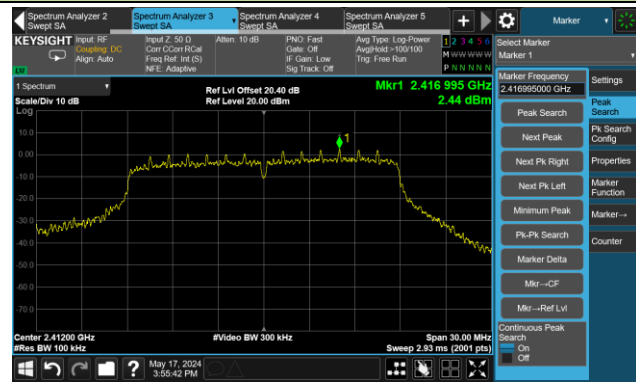 Spectrum Analyzer 2
Swept SA
Spectrum Analyzer 3
Swept SA
Spectrum Analyzer 4
Swept SA
Spectrum Analyzer 5
Swept SA
Marker
KEYSIGHT
Input: RF
Coupling: DC
Align: Auto
Input Z: 50 Ω
Corr CCorr RCal
Freq Ref: Int (S)
NFE: Adaptive
Atten: 10 dB
PNO: Fast
Gate: Off
IF Gain: Low
Sig Track: Off
Avg Type: Log-Power
Avg|Hold:>100/100
Trig: Free Run
1 2 3 4 5 6
M W W W W W
P N N N N N
Select Marker
Marker 1
1 Spectrum
Scale/Div 10 dB
Log
Ref Lvl Offset 20.40 dB
Ref Level 20.00 dBm
Mkr1 2.416 995 GHz
2.44 dBm
10.0
0.00
-10.0
-20.0
-30.0
-40.0
-50.0
-60.0
-70.0
1
Center 2.41200 GHz
#Res BW 100 kHz
#Video BW 300 kHz
Span 30.00 MHz
Sweep 2.93 ms (2001 pts)
Marker Frequency
2.416995000 GHz
Peak Search
Next Peak
Next Pk Right
Next Pk Left
Minimum Peak
Pk-Pk Search
Marker Delta
Mkr→CF
Mkr→Ref Lvl
Continuous Peak
Search
On
Off
Settings
Peak
Search
Pk Search
Config
Properties
Marker
Function
Marker→
Counter
May 17, 2024
3:55:42 PM